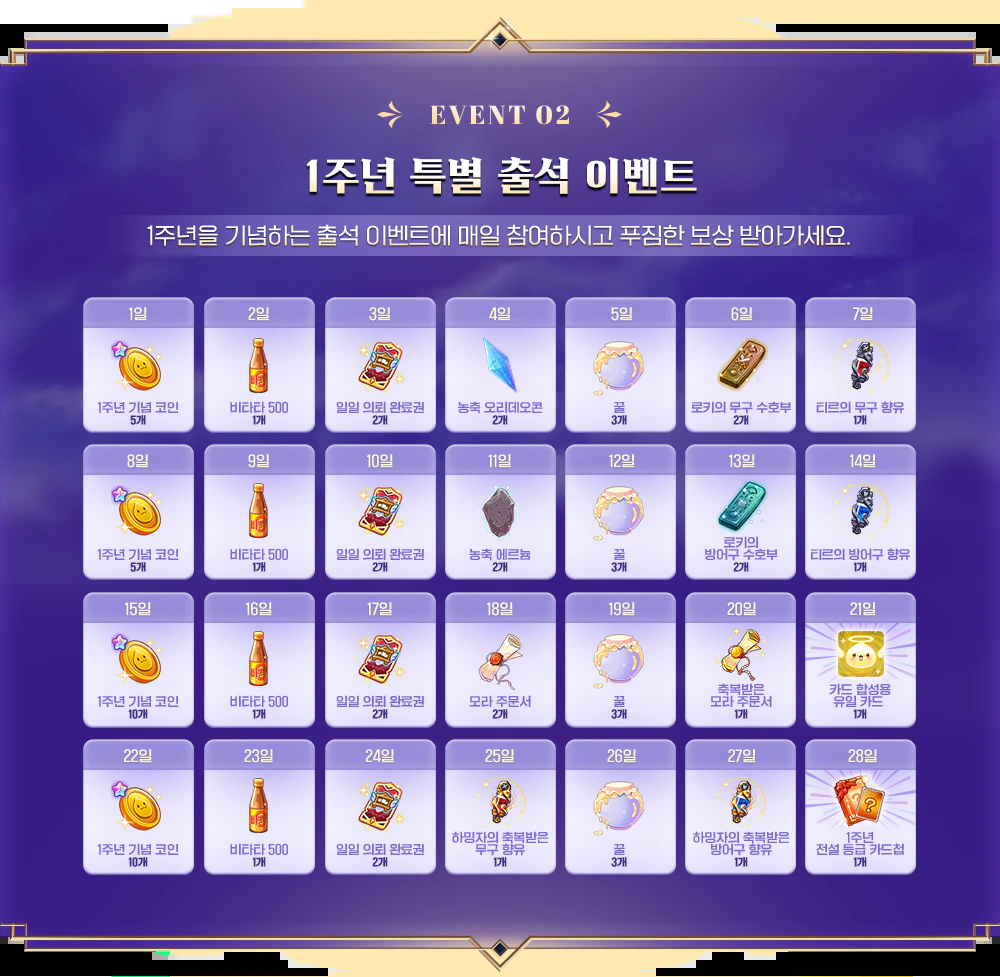 EVENT 02
1주년 특별 출석 이벤트
1주년을 기념하는 출석 이벤트에 매일 참여하시고 푸짐한 보상 받아가세요.
1일
1주년 기념 코인
5개
2일
비타타 500
1개
3일
일일 의뢰 완료권
2개
4일
농축 오리데오콘
2개
5일
꿀
3개
6일
로키의 무구 수호부
2개
7일
티르의 무구 향유
1개
8일
1주년 기념 코인
5개
9일
비타타 500
1개
10일
일일 의뢰 완료권
2개
11일
농축 에르늄
2개
12일
꿀
3개
13일
로키의
방어구 수호부
2개
14일
티르의 방어구 향유
1개
15일
1주년 기념 코인
10개
16일
비타타 500
1개
17일
일일 의뢰 완료권
2개
18일
모라 주문서
2개
19일
꿀
3개
20일
축복받은
모라 주문서
1개
21일
카드 합성용
유일 카드
1개
22일
1주년 기념 코인
10개
23일
비타타 500
1개
24일
일일 의뢰 완료권
2개
25일
하밍자의 축복받은
무구 향유
1개
26일
꿀
3개
27일
하밍자의 축복받은
방어구 향유
1개
28일
?
1주년
전설 등급 카드첩
1개